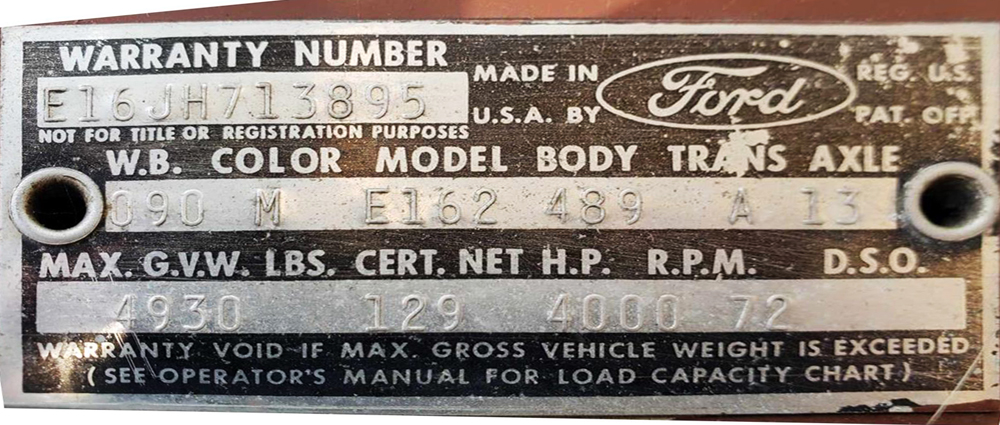 WARRANTY NUMBER
MADE IN
Ford
REG. U.S.
E16JH713895
U.S.A. BY
PAT. OFF.
NOT FOR TITLE OR REGISTRATION PURPOSES
W.B. COLOR MODEL BODY TRANS AXLE
090 M E162 489 A 13
MAX. G.V.W. LBS. CERT. NET H.P. R.P.M. D.S.O.
4930 129 4000 72
WARRANTY VOID IF MAX. GROSS VEHICLE WEIGHT IS EXCEEDED
(SEE OPERATOR'S MANUAL FOR LOAD CAPACITY CHART)